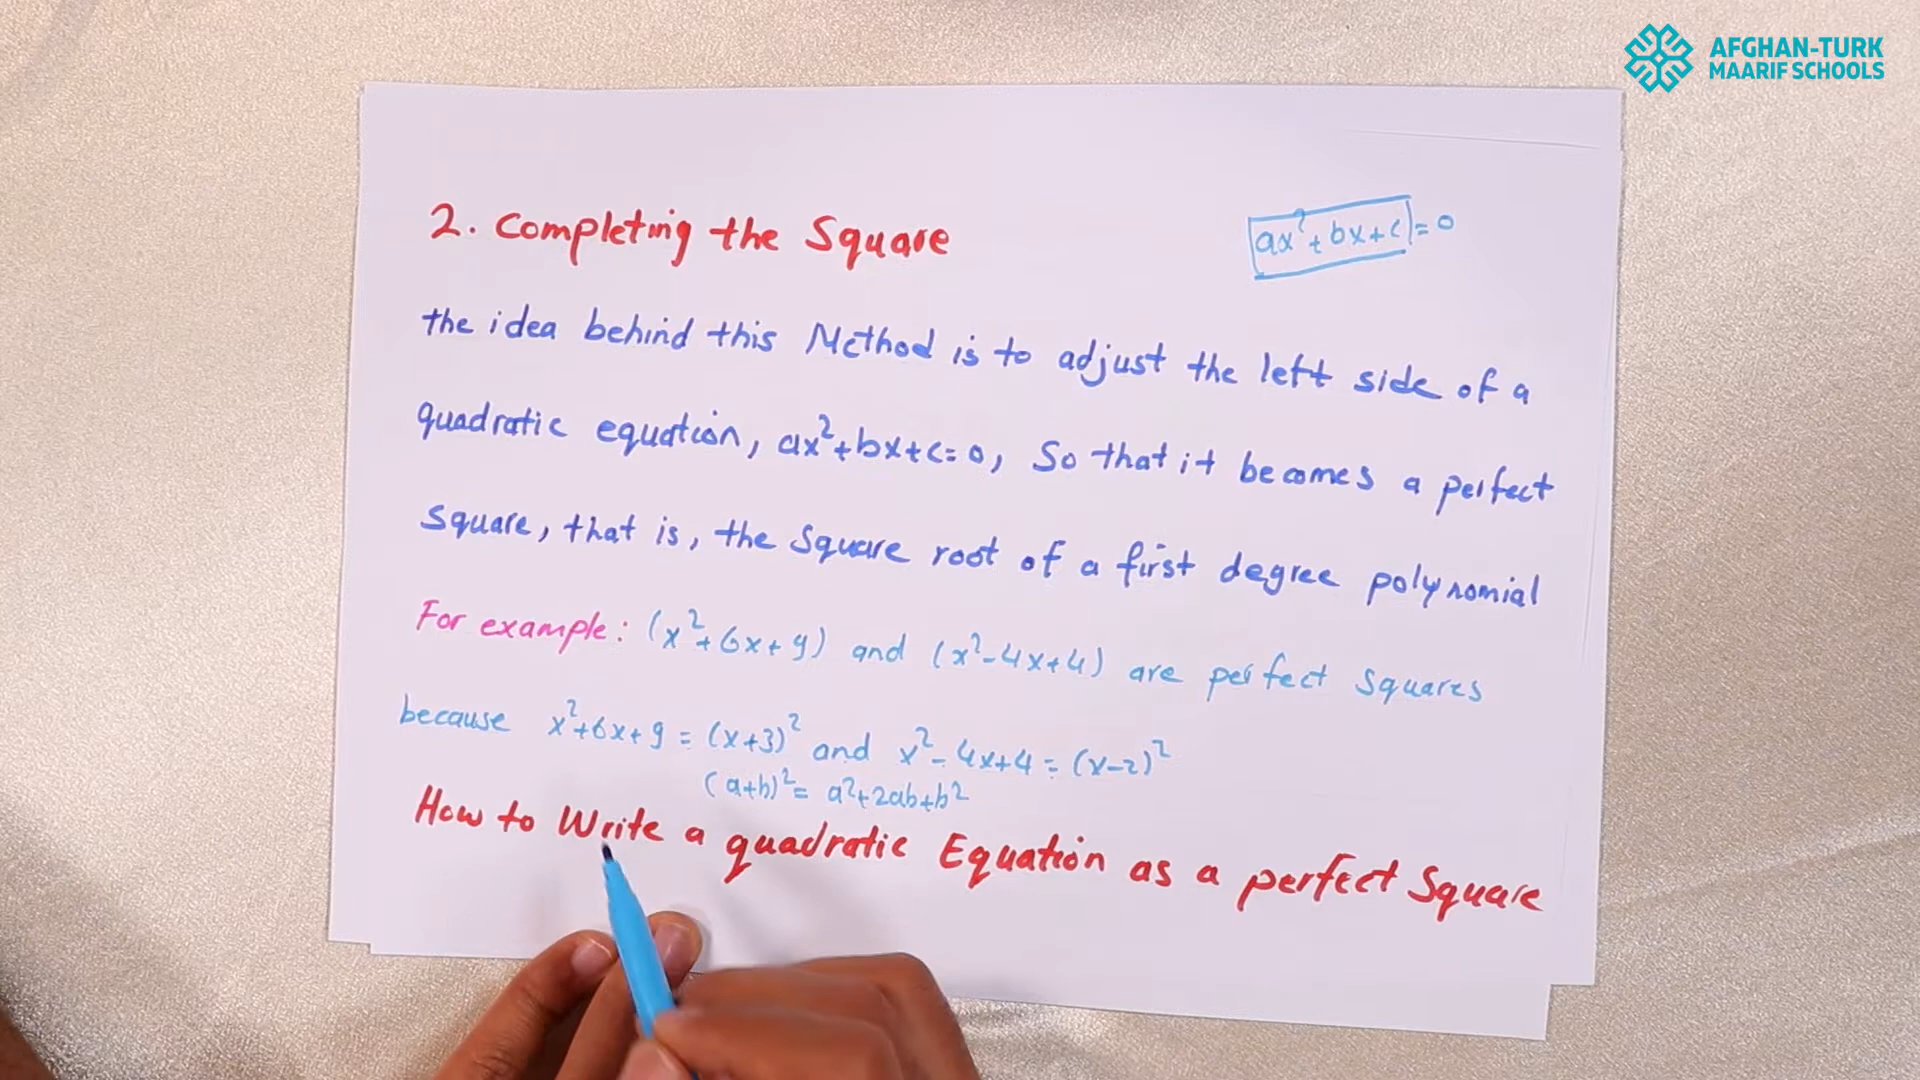 AFGHAN-TURK
MAARIF SCHOOLS
2. Completing the Square
ax²+bx+c = 0
the idea behind this Method is to adjust the left side of a
quadratic equation, ax²+bx+c=0, So that it becomes a perfect
square, that is, the square root of a first degree polynomial
For example: (x²+6x+9) and (x²-4x+4) are perfect squares
because x²+6x+9 = (x+3)² and x²-4x+4 = (x-2)²
(a+b)² = a²+2ab+b²
How to Write a quadratic Equation as a perfect Square